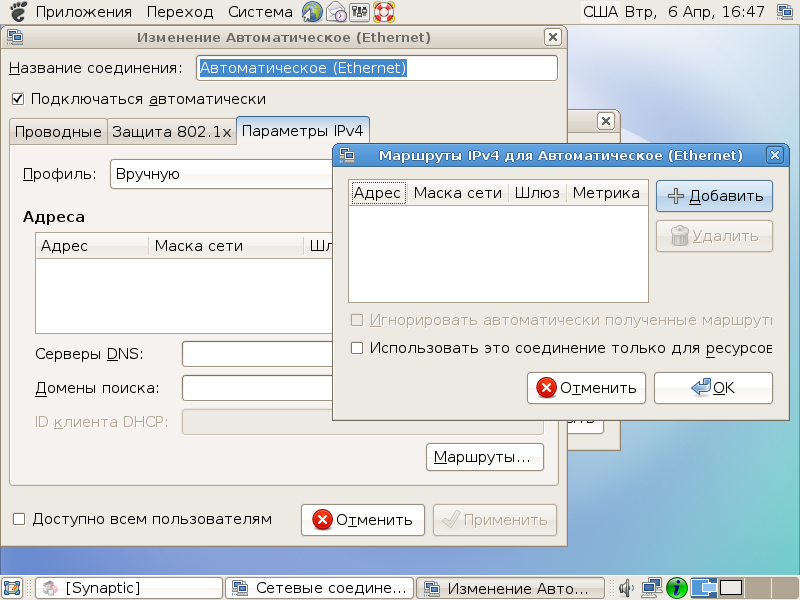 Приложения Переход Система США Втр, 6 Апр, 16:47
Изменение Автоматическое (Ethernet)
Название соединения: Автоматическое (Ethernet)
Подключаться автоматически
Проводные Защита 802.1x Параметры IPv4
Профиль: Вручную
Адреса
Адрес Маска сети Шл
Серверы DNS:
Домены поиска:
ID клиента DHCP:
Маршруты...
Доступно всем пользователям Отменить Применить
Маршруты IPv4 для Автоматическое (Ethernet)
Адрес Маска сети Шлюз Метрика Добавить
Удалить
Игнорировать автоматически полученные маршруты
Использовать это соединение только для ресурсов
Отменить OK
[Synaptic] Сетевые соедине... Изменение Авто...